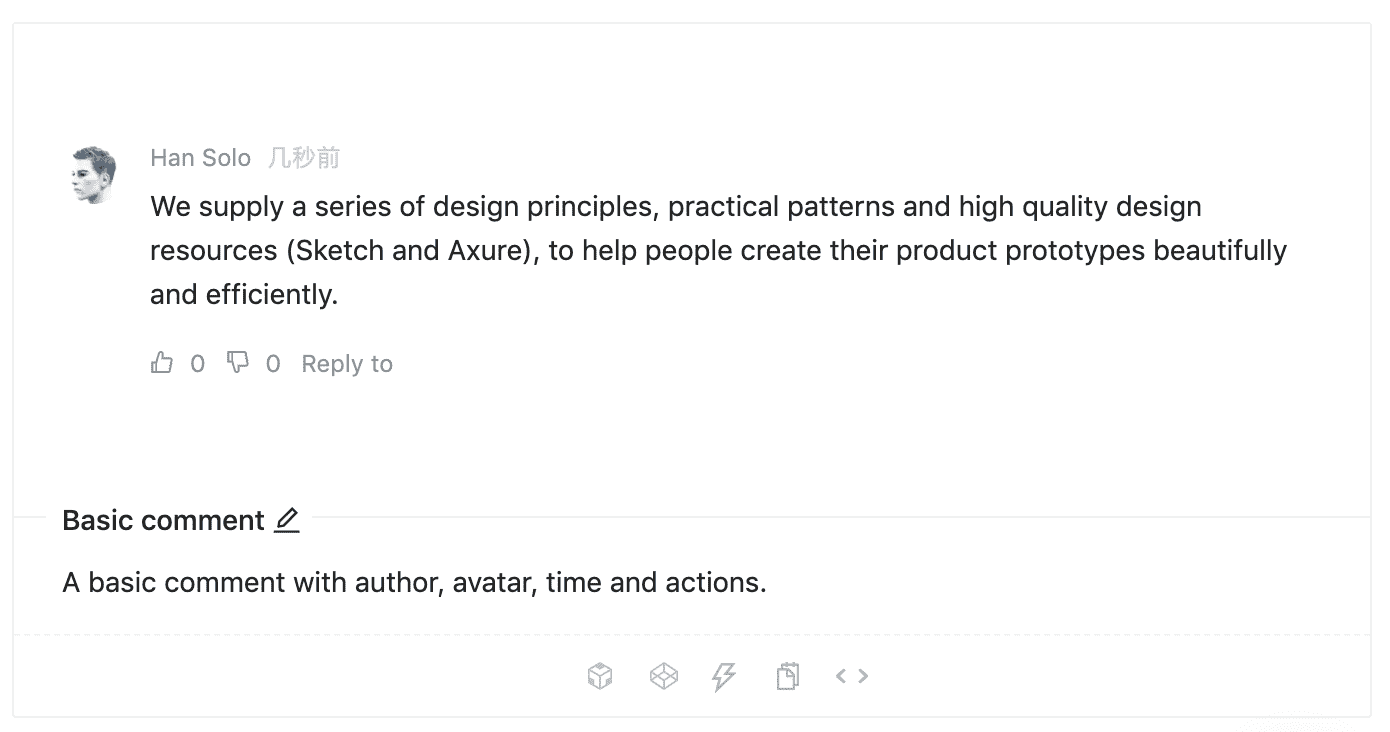 Han Solo 几秒前
We supply a series of design principles, practical patterns and high quality design
resources (Sketch and Axure), to help people create their product prototypes beautifully
and efficiently.
0 0 Reply to
Basic comment
A basic comment with author, avatar, time and actions.